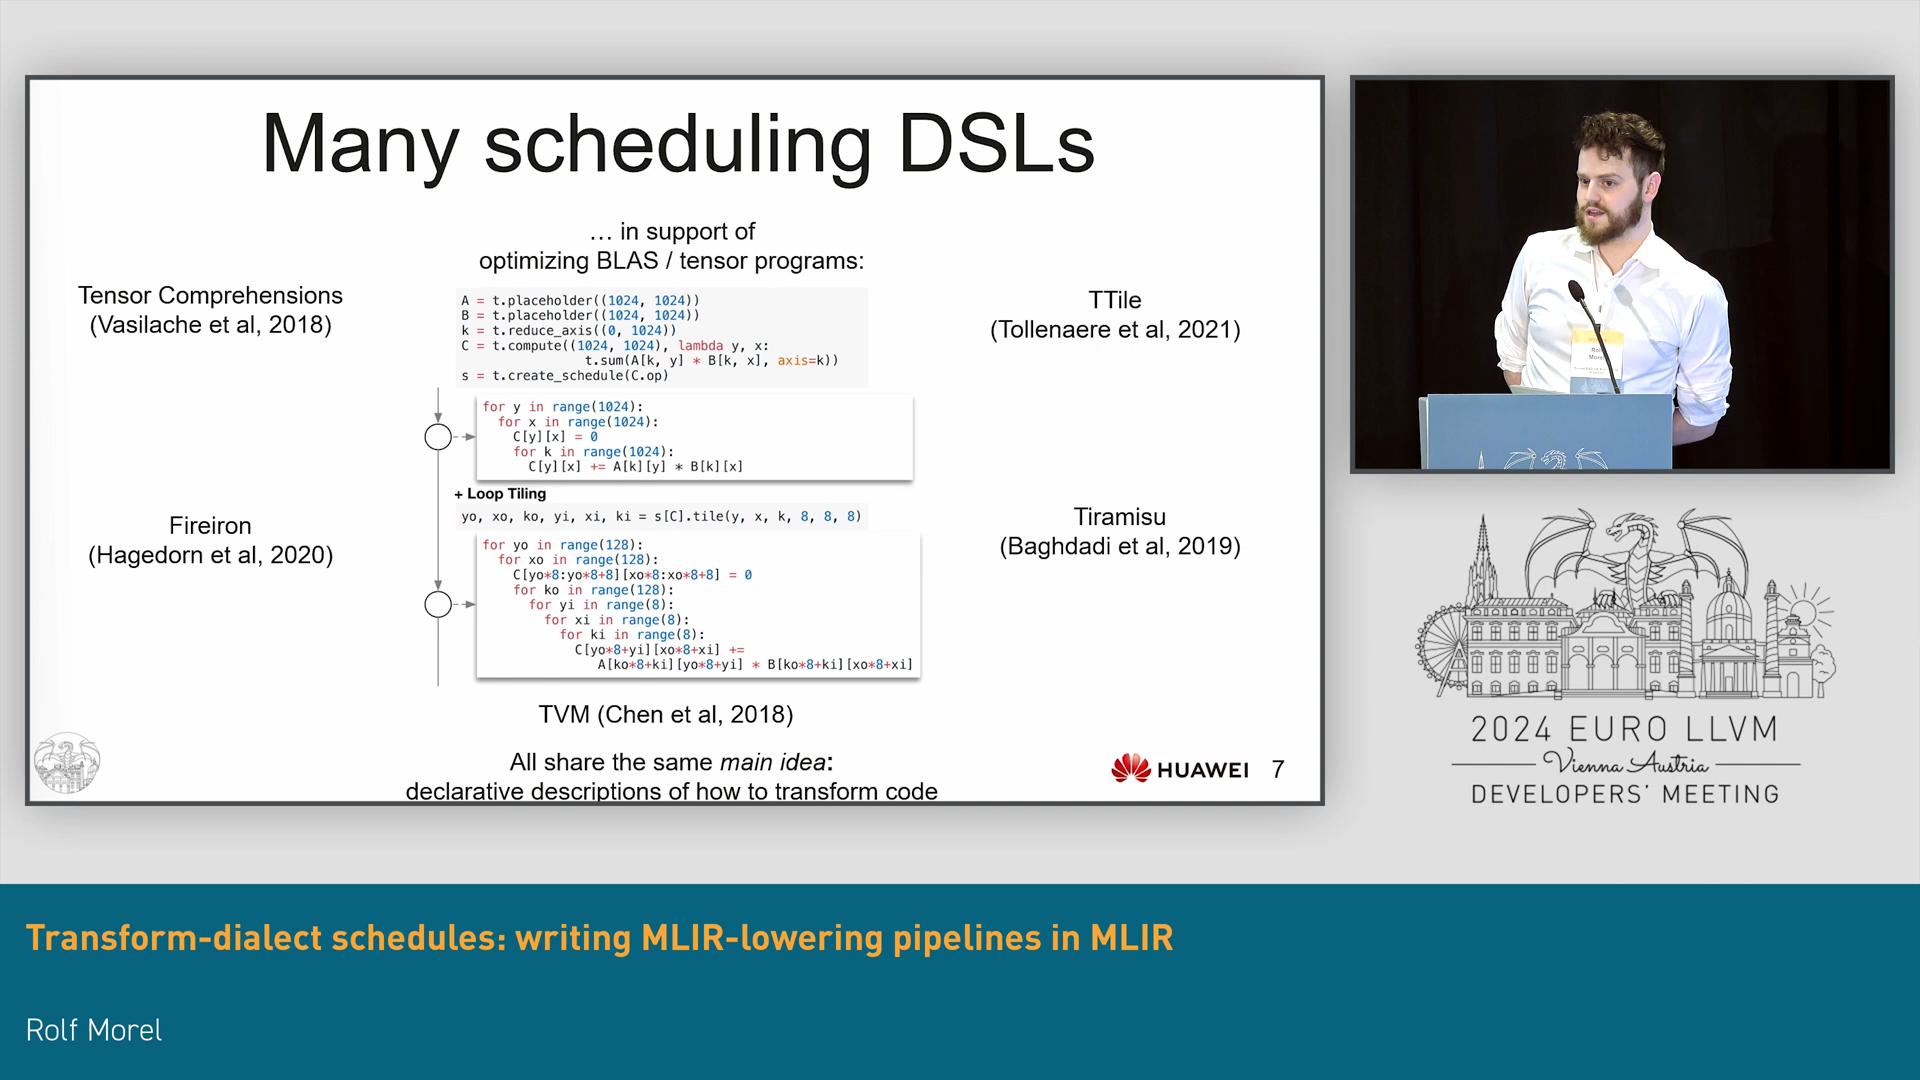 Many scheduling DSLs
… in support of
optimizing BLAS / tensor programs:
Tensor Comprehensions
(Vasilache et al, 2018)
TTile
(Tollenaere et al, 2021)
A = t.placeholder((1024, 1024))
B = t.placeholder((1024, 1024))
k = t.reduce_axis((0, 1024))
C = t.compute((1024, 1024), lambda y, x:
t.sum(A[k, y] * B[k, x], axis=k))
s = t.create_schedule(C.op)
for y in range(1024):
for x in range(1024):
C[y][x] = 0
for k in range(1024):
C[y][x] += A[k][y] * B[k][x]
+ Loop Tiling
yo, xo, ko, yi, xi, ki = s[C].tile(y, x, k, 8, 8, 8)
Fireiron
(Hagedorn et al, 2020)
Tiramisu
(Baghdadi et al, 2019)
for yo in range(128):
for xo in range(128):
C[yo*8:yo*8+8][xo*8:xo*8+8] = 0
for ko in range(128):
for yi in range(8):
for xi in range(8):
for ki in range(8):
C[yo*8+yi][xo*8+xi] +=
A[ko*8+ki][yo*8+yi] * B[ko*8+ki][xo*8+xi]
TVM (Chen et al, 2018)
All share the same main idea:
declarative descriptions of how to transform code
HUAWEI 7
Rolf
Morel
2024 EURO LLVM
Vienna Austria
DEVELOPERS' MEETING
Transform-dialect schedules: writing MLIR-lowering pipelines in MLIR
Rolf Morel